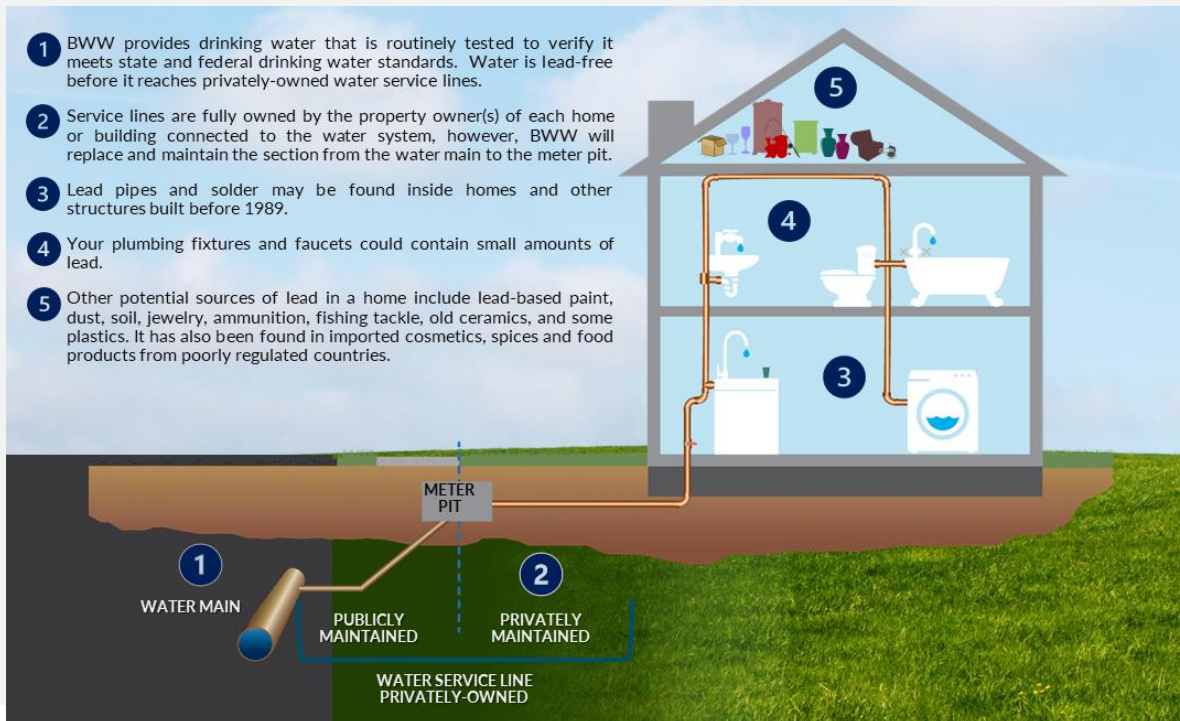 1 BWW provides drinking water that is routinely tested to verify it
meets state and federal drinking water standards. Water is lead-free
before it reaches privately-owned water service lines.
2 Service lines are fully owned by the property owner(s) of each home
or building connected to the water system, however, BWW will
replace and maintain the section from the water main to the meter pit.
3 Lead pipes and solder may be found inside homes and other
structures built before 1989.
4 Your plumbing fixtures and faucets could contain small amounts of
lead.
5 Other potential sources of lead in a home include lead-based paint,
dust, soil, jewelry, ammunition, fishing tackle, old ceramics, and some
plastics. It has also been found in imported cosmetics, spices and food
products from poorly regulated countries.
5
4
3
METER
PIT
1
WATER MAIN
2
PUBLICLY
MAINTAINED
PRIVATELY
MAINTAINED
WATER SERVICE LINE
PRIVATELY-OWNED